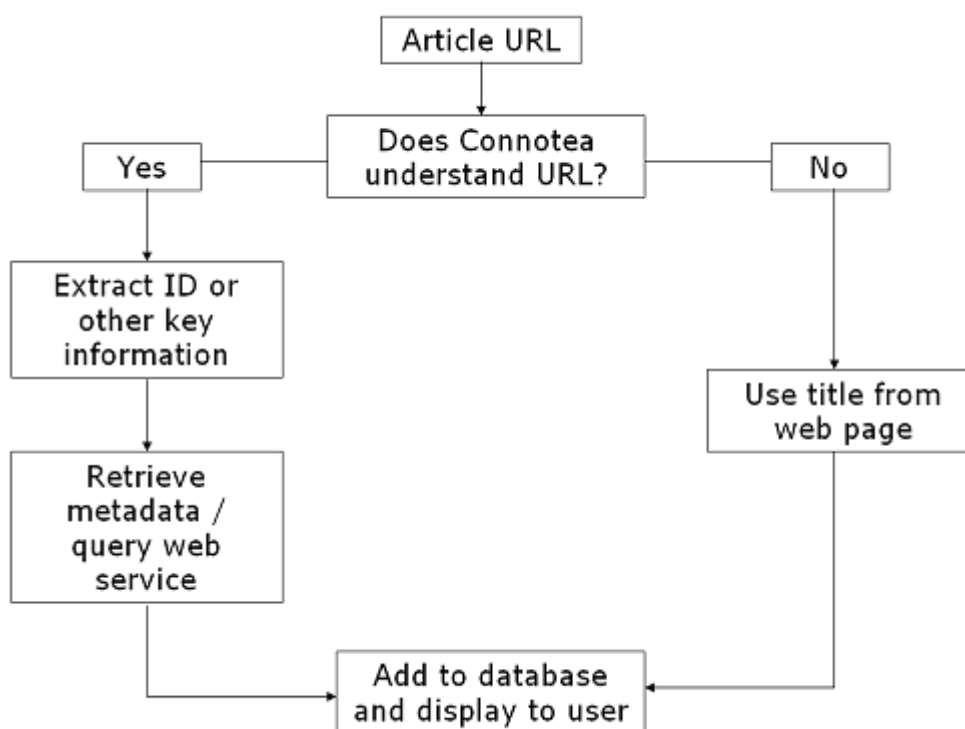 Article URL
Does Connotea
understand URL?
Yes
No
Extract ID or
other key
information
Use title from
web page
Retrieve
metadata /
query web
service
Add to database
and display to user